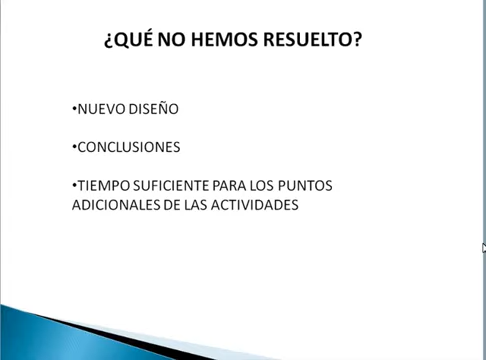 ¿QUÉ NO HEMOS RESUELTO?
•NUEVO DISEÑO
•CONCLUSIONES
•TIEMPO SUFICIENTE PARA LOS PUNTOS
ADICIONALES DE LAS ACTIVIDADES